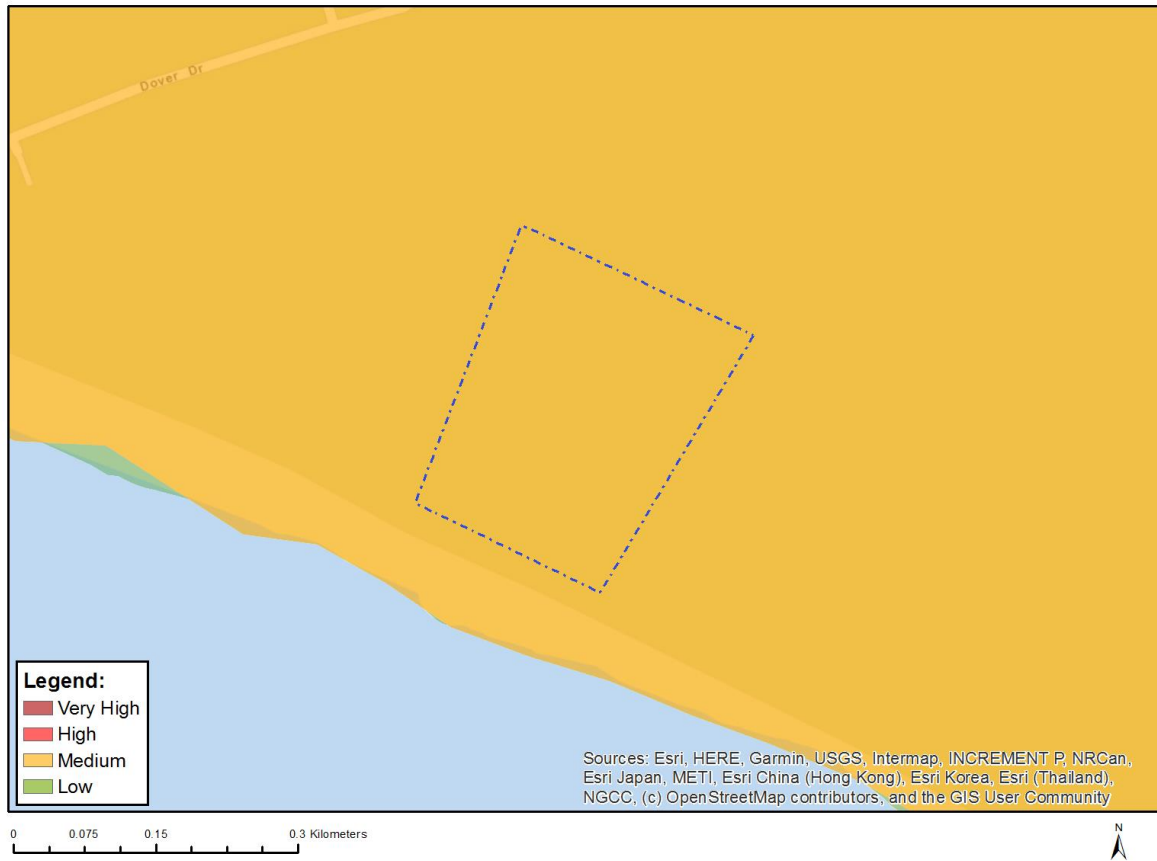 Dover Dr
Legend:
Very High
High
Medium
Low
Sources: Esri, HERE, Garmin, USGS, Intermap, INCREMENT P, NRCan,
Esri Japan, METI, Esri China (Hong Kong), Esri Korea, Esri (Thailand),
NGCC, (c) OpenStreetMap contributors, and the GIS User Community
0 0.075 0.15 0.3 Kilometers
N